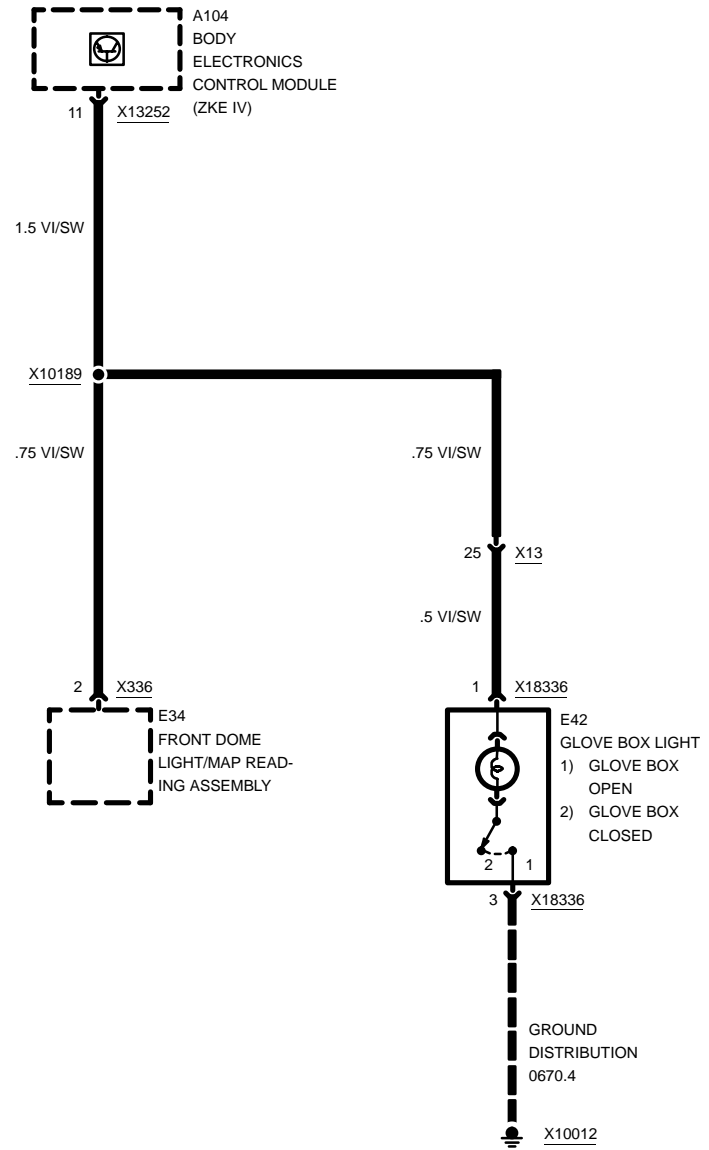 A104
BODY
ELECTRONICS
CONTROL MODULE
(ZKE IV)
11 X13252
1.5 VI/SW
X10189
.75 VI/SW
.75 VI/SW
25 X13
.5 VI/SW
2 X336
1 X18336
E34
FRONT DOME
LIGHT/MAP READ-
ING ASSEMBLY
E42
GLOVE BOX LIGHT
1) GLOVE BOX
OPEN
2) GLOVE BOX
CLOSED
2 1
3 X18336
GROUND
DISTRIBUTION
0670.4
X10012